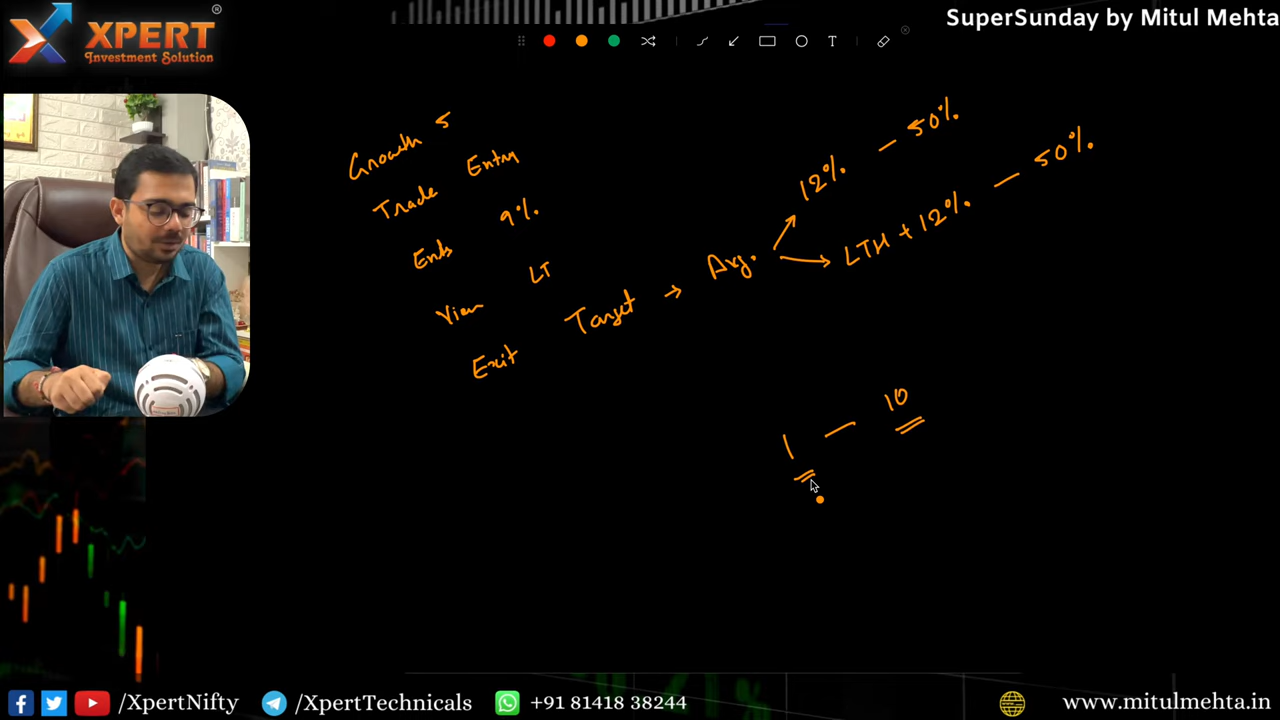 XPERT
Investment Solution
®
SuperSunday by Mitul Mehta
T
Growth 5
Trade Entry
Ents 9%.
View LT
Exit Target → Avg.
12%. — 50%.
LTH + 12%. — 50%.
1 — 10
/XpertNifty
/XpertTechnicals
+91 81418 38244
www.mitulmehta.in